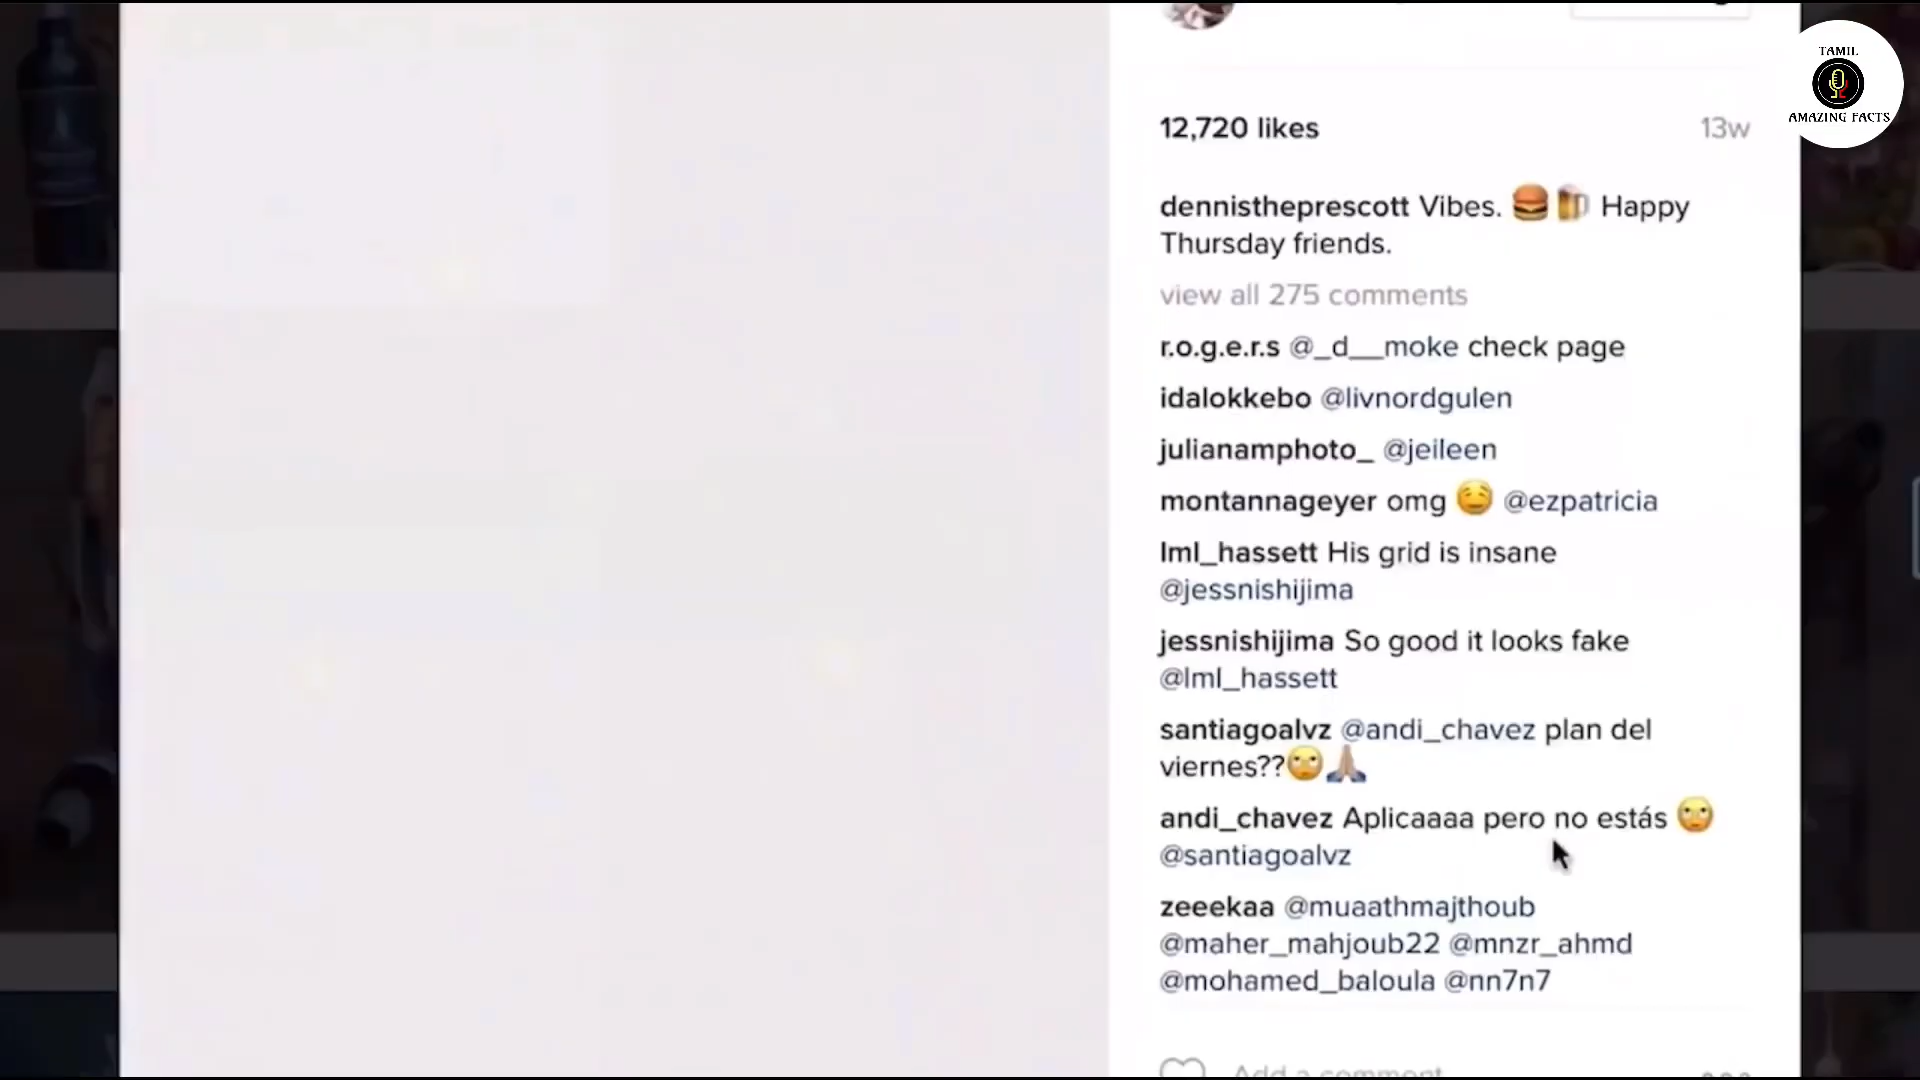 TAMIL
AMAZING FACTS
12,720 likes
13w
dennistheprescott Vibes. 🍔🍺 Happy
Thursday friends.
view all 275 comments
r.o.g.e.r.s @_d__moke check page
idalokkebo @livnordgulen
julianamphoto_ @jeileen
montannageyer omg 🤤 @ezpatricia
lml_hassett His grid is insane
@jessnishijima
jessnishijima So good it looks fake
@lml_hassett
santiagoalvz @andi_chavez plan del
viernes??🙄🙏🏽
andi_chavez Aplicaaaa pero no estás 🙄
@santiagoalvz
zeeekaa @muaathmajthoub
@maher_mahjoub22 @mnzr_ahmd
@mohamed_baloula @nn7n7
Add a comment